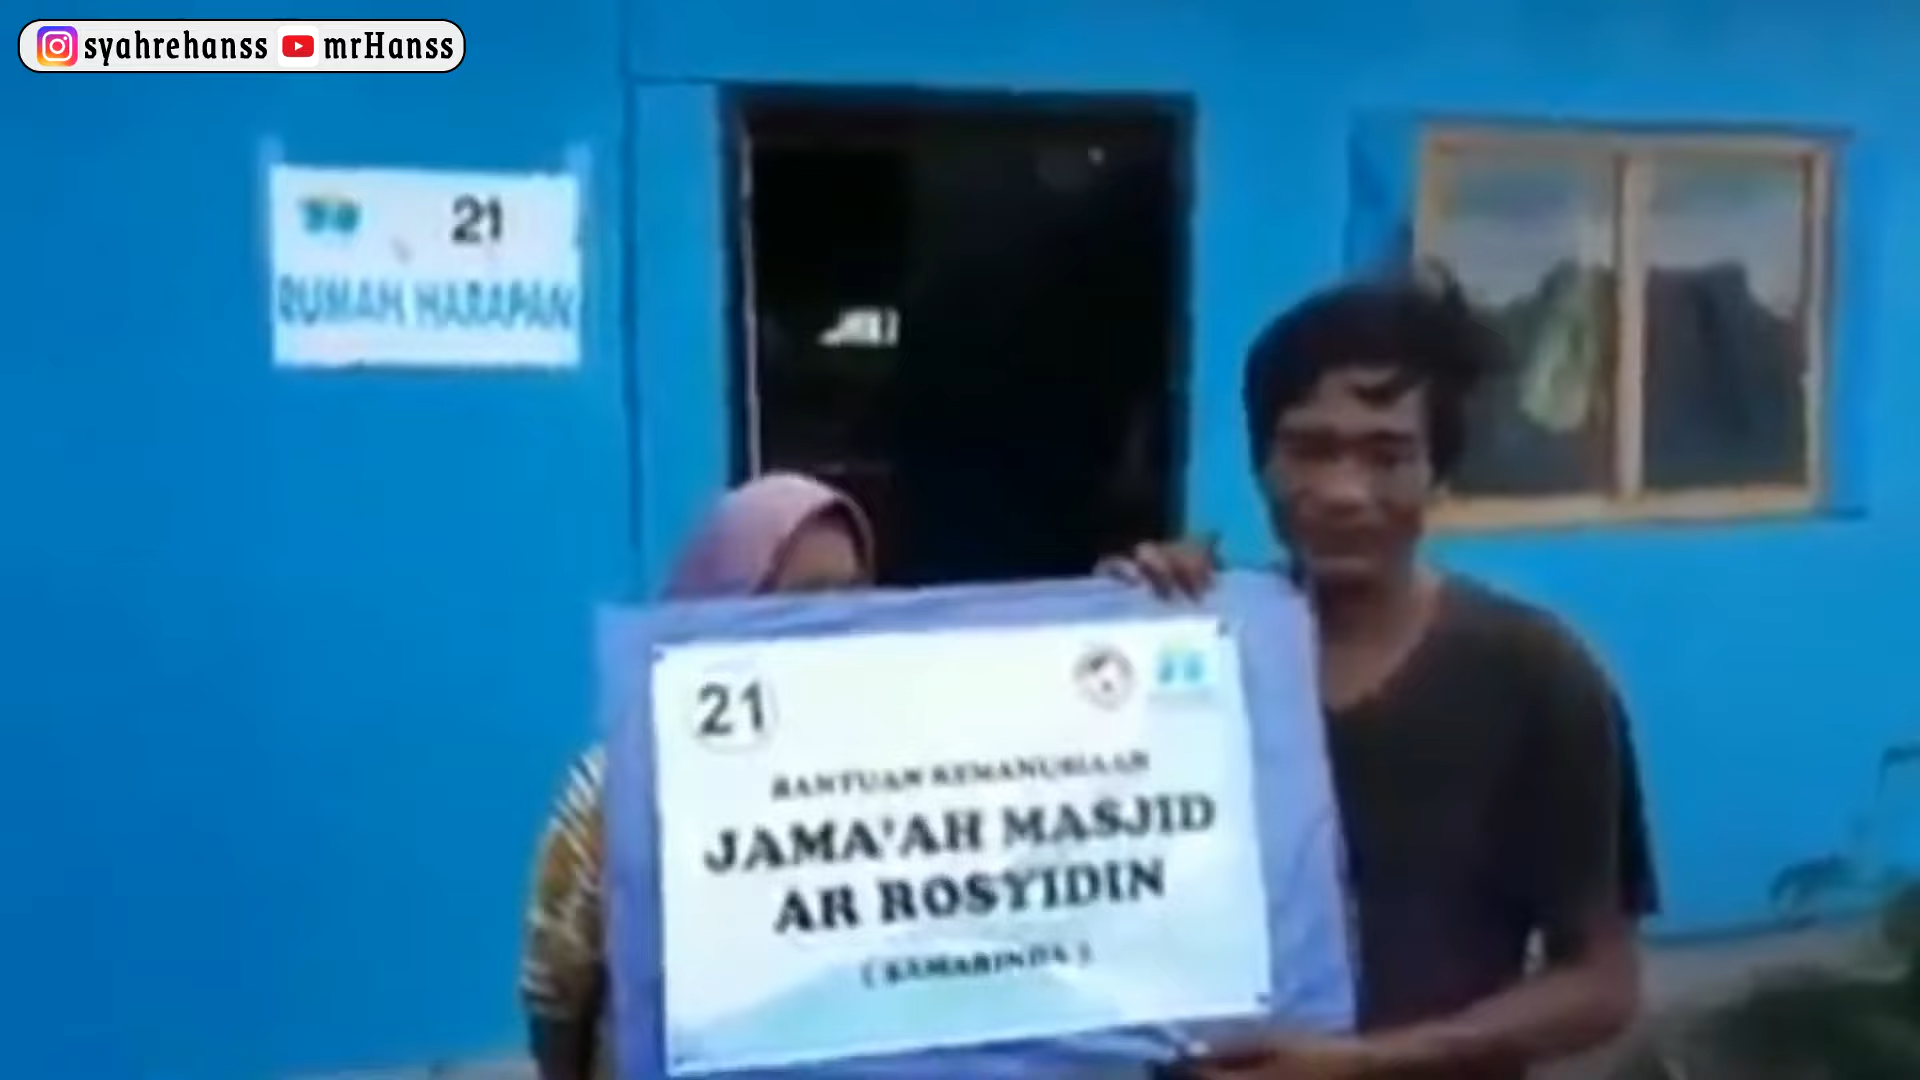 syahrehanss mrHanss
21
RUMAH HARAPAN
21
BANTUAN KEMANUSIAAN
JAMA'AH MASJID
AR ROSYIDIN
( SAMARINDA )